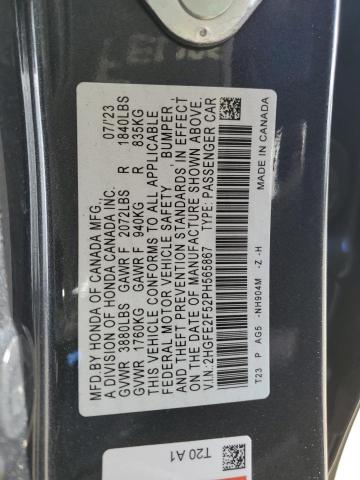 MFD.BY HONDA OF CANADA MFG., 07/'23
A DIVISION OF HONDA CANADA INC.
GVWR 3880LBS GAWR F 2072LBS R 1840LBS
GVWR 1760KG GAWR F 940KG R 835KG
THIS VEHICLE CONFORMS TO ALL APPLICABLE
FEDERAL MOTOR VEHICLE SAFETY, BUMPER,
AND THEFT PREVENTION STANDARDS IN EFFECT
ON THE DATE OF MANUFACTURE SHOWN ABOVE.
V.I.N:2HGFE2F52PH565867 TYPE: PASSENGER CAR
T23 P AG5 -NH904M -Z -H MADE IN CANADA
T20 A1